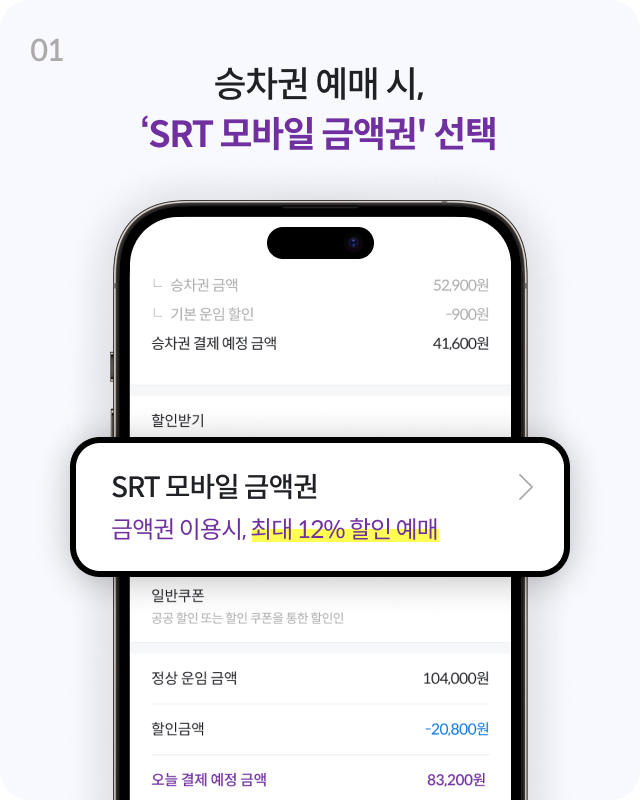 01
승차권 예매 시,
‘SRT 모바일 금액권' 선택
ㄴ 승차권 금액 52,900원
ㄴ 기본 운임 할인 -900원
승차권 결제 예정 금액 41,600원
할인받기
SRT 모바일 금액권
금액권 이용시, 최대 12% 할인 예매
일반쿠폰
공공 할인 또는 할인 쿠폰을 통한 할인인
정상 운임 금액 104,000원
할인금액 -20,800원
오늘 결제 예정 금액 83,200원